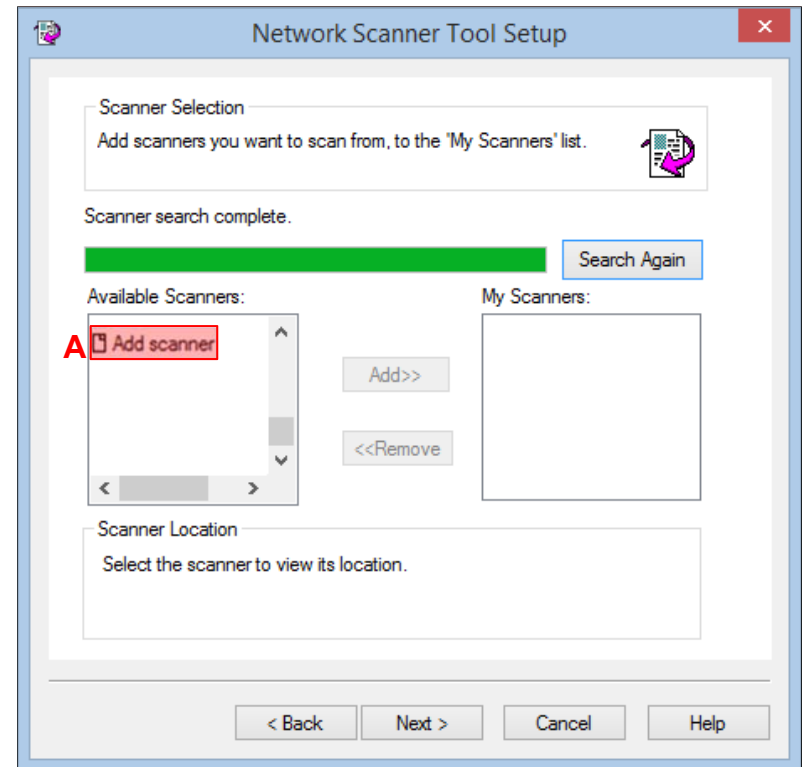 Network Scanner Tool Setup
Scanner Selection
Add scanners you want to scan from, to the 'My Scanners' list.
Scanner search complete.
Search Again
Available Scanners:
My Scanners:
A
Add scanner
Add>>
<<Remove
Scanner Location
Select the scanner to view its location.
< Back
Next >
Cancel
Help